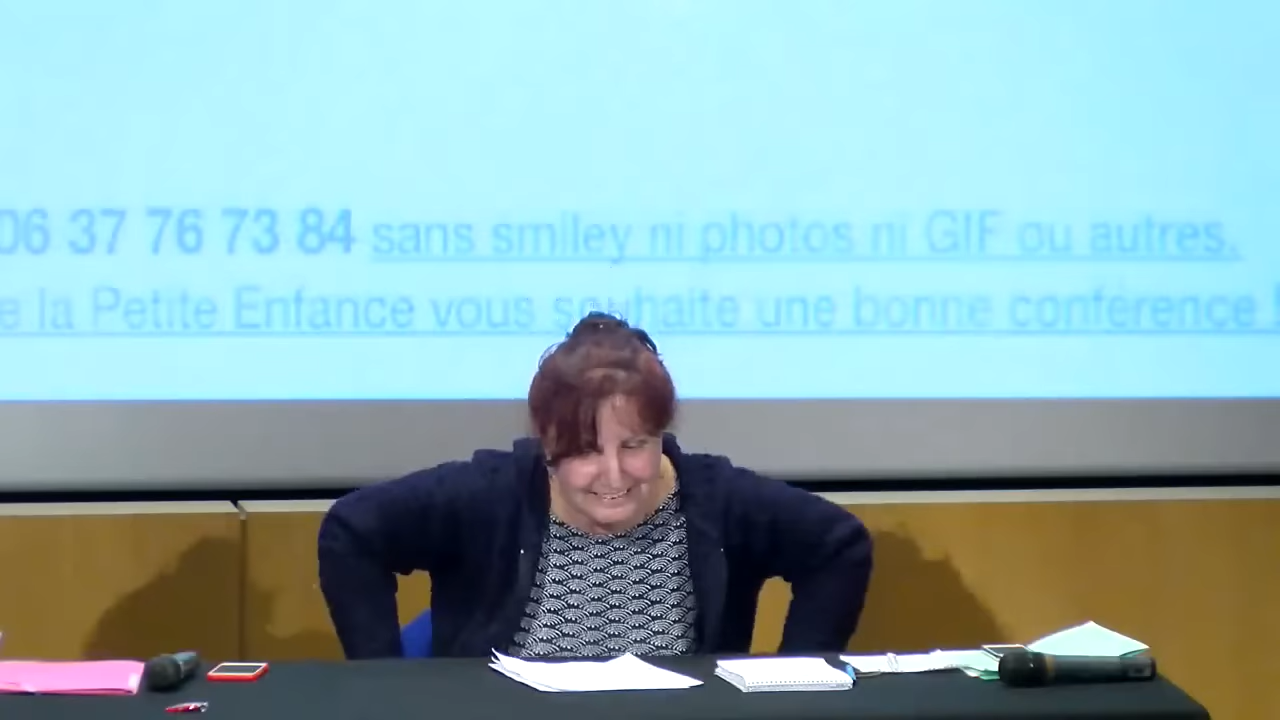 06 37 76 73 84 sans smiley ni photos ni GIF ou autres.
e la Petite Enfance vous souhaite une bonne conférence !